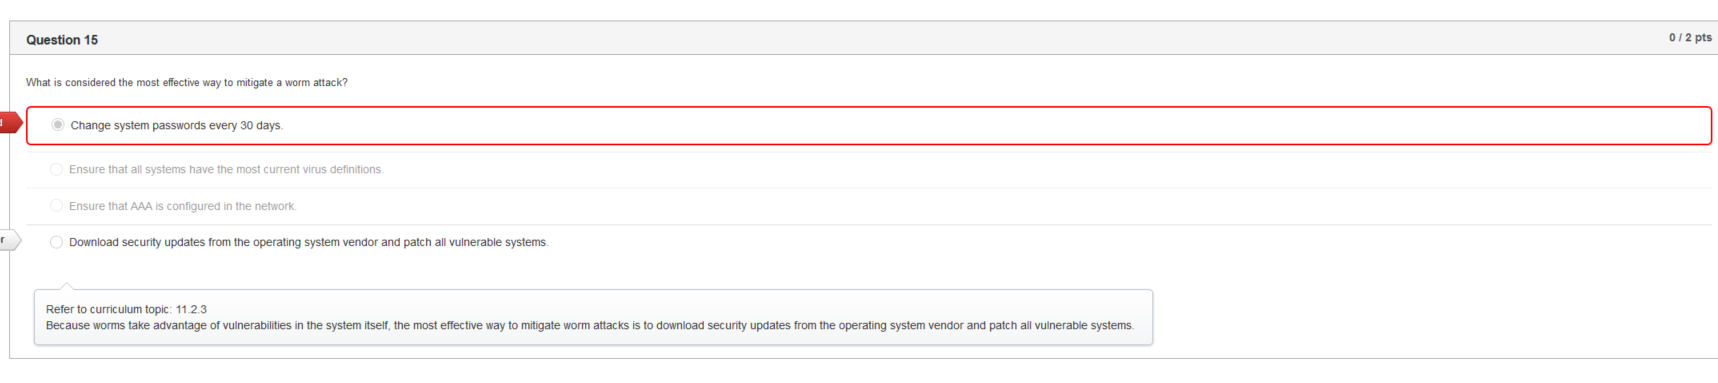 Question 15
0 / 2 pts
What is considered the most effective way to mitigate a worm attack?
Change system passwords every 30 days.
Ensure that all systems have the most current virus definitions.
Ensure that AAA is configured in the network.
r
Download security updates from the operating system vendor and patch all vulnerable systems.
Refer to curriculum topic: 11.2.3
Because worms take advantage of vulnerabilities in the system itself, the most effective way to mitigate worm attacks is to download security updates from the operating system vendor and patch all vulnerable systems.